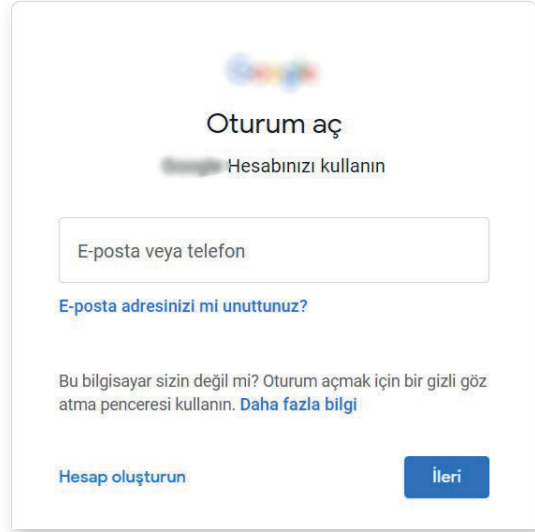 Oturum aç
Hesabınızı kullanın
E-posta veya telefon
E-posta adresinizi mi unuttunuz?
Bu bilgisayar sizin değil mi? Oturum açmak için bir gizli göz
atma penceresi kullanın. Daha fazla bilgi
Hesap oluşturun
İleri